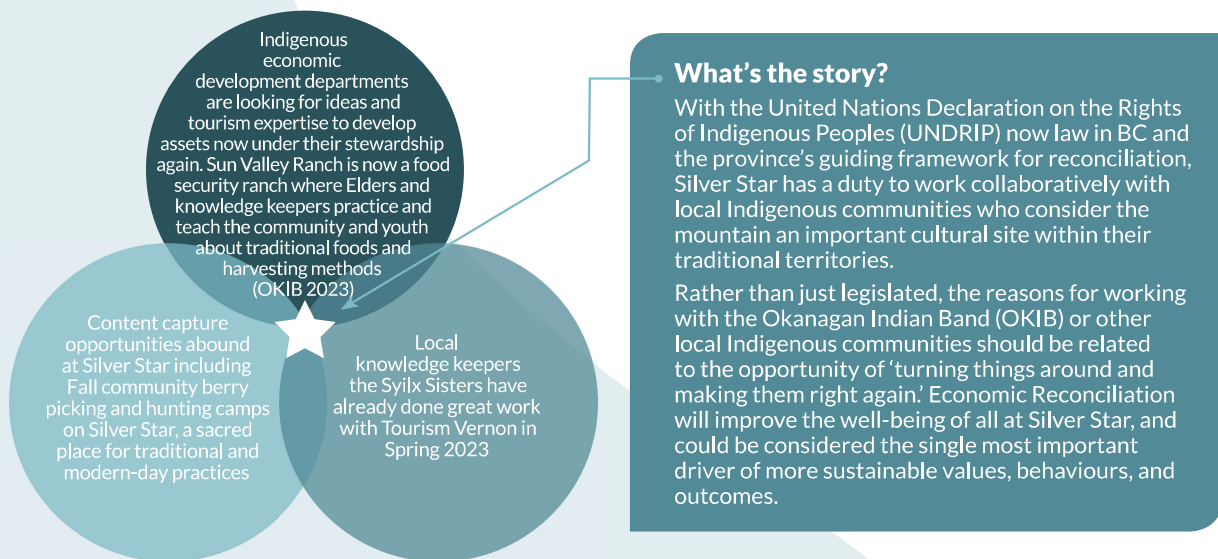 Indigenous
economic
development departments
are looking for ideas and
tourism expertise to develop
assets now under their stewardship
again. Sun Valley Ranch is now a food
security ranch where Elders and
knowledge keepers practice and
teach the community and youth
about traditional foods and
harvesting methods
(OKIB 2023)
Content capture
opportunities abound
at Silver Star including
Fall community berry
picking and hunting camps
on Silver Star, a sacred
place for traditional and
modern-day practices
Local
knowledge keepers
the Syilx Sisters have
already done great work
with Tourism Vernon in
Spring 2023
What's the story?
With the United Nations Declaration on the Rights
of Indigenous Peoples (UNDRIP) now law in BC and
the province's guiding framework for reconciliation,
Silver Star has a duty to work collaboratively with
local Indigenous communities who consider the
mountain an important cultural site within their
traditional territories.
Rather than just legislated, the reasons for working
with the Okanagan Indian Band (OKIB) or other
local Indigenous communities should be related
to the opportunity of 'turning things around and
making them right again.' Economic Reconciliation
will improve the well-being of all at Silver Star, and
could be considered the single most important
driver of more sustainable values, behaviours, and
outcomes.